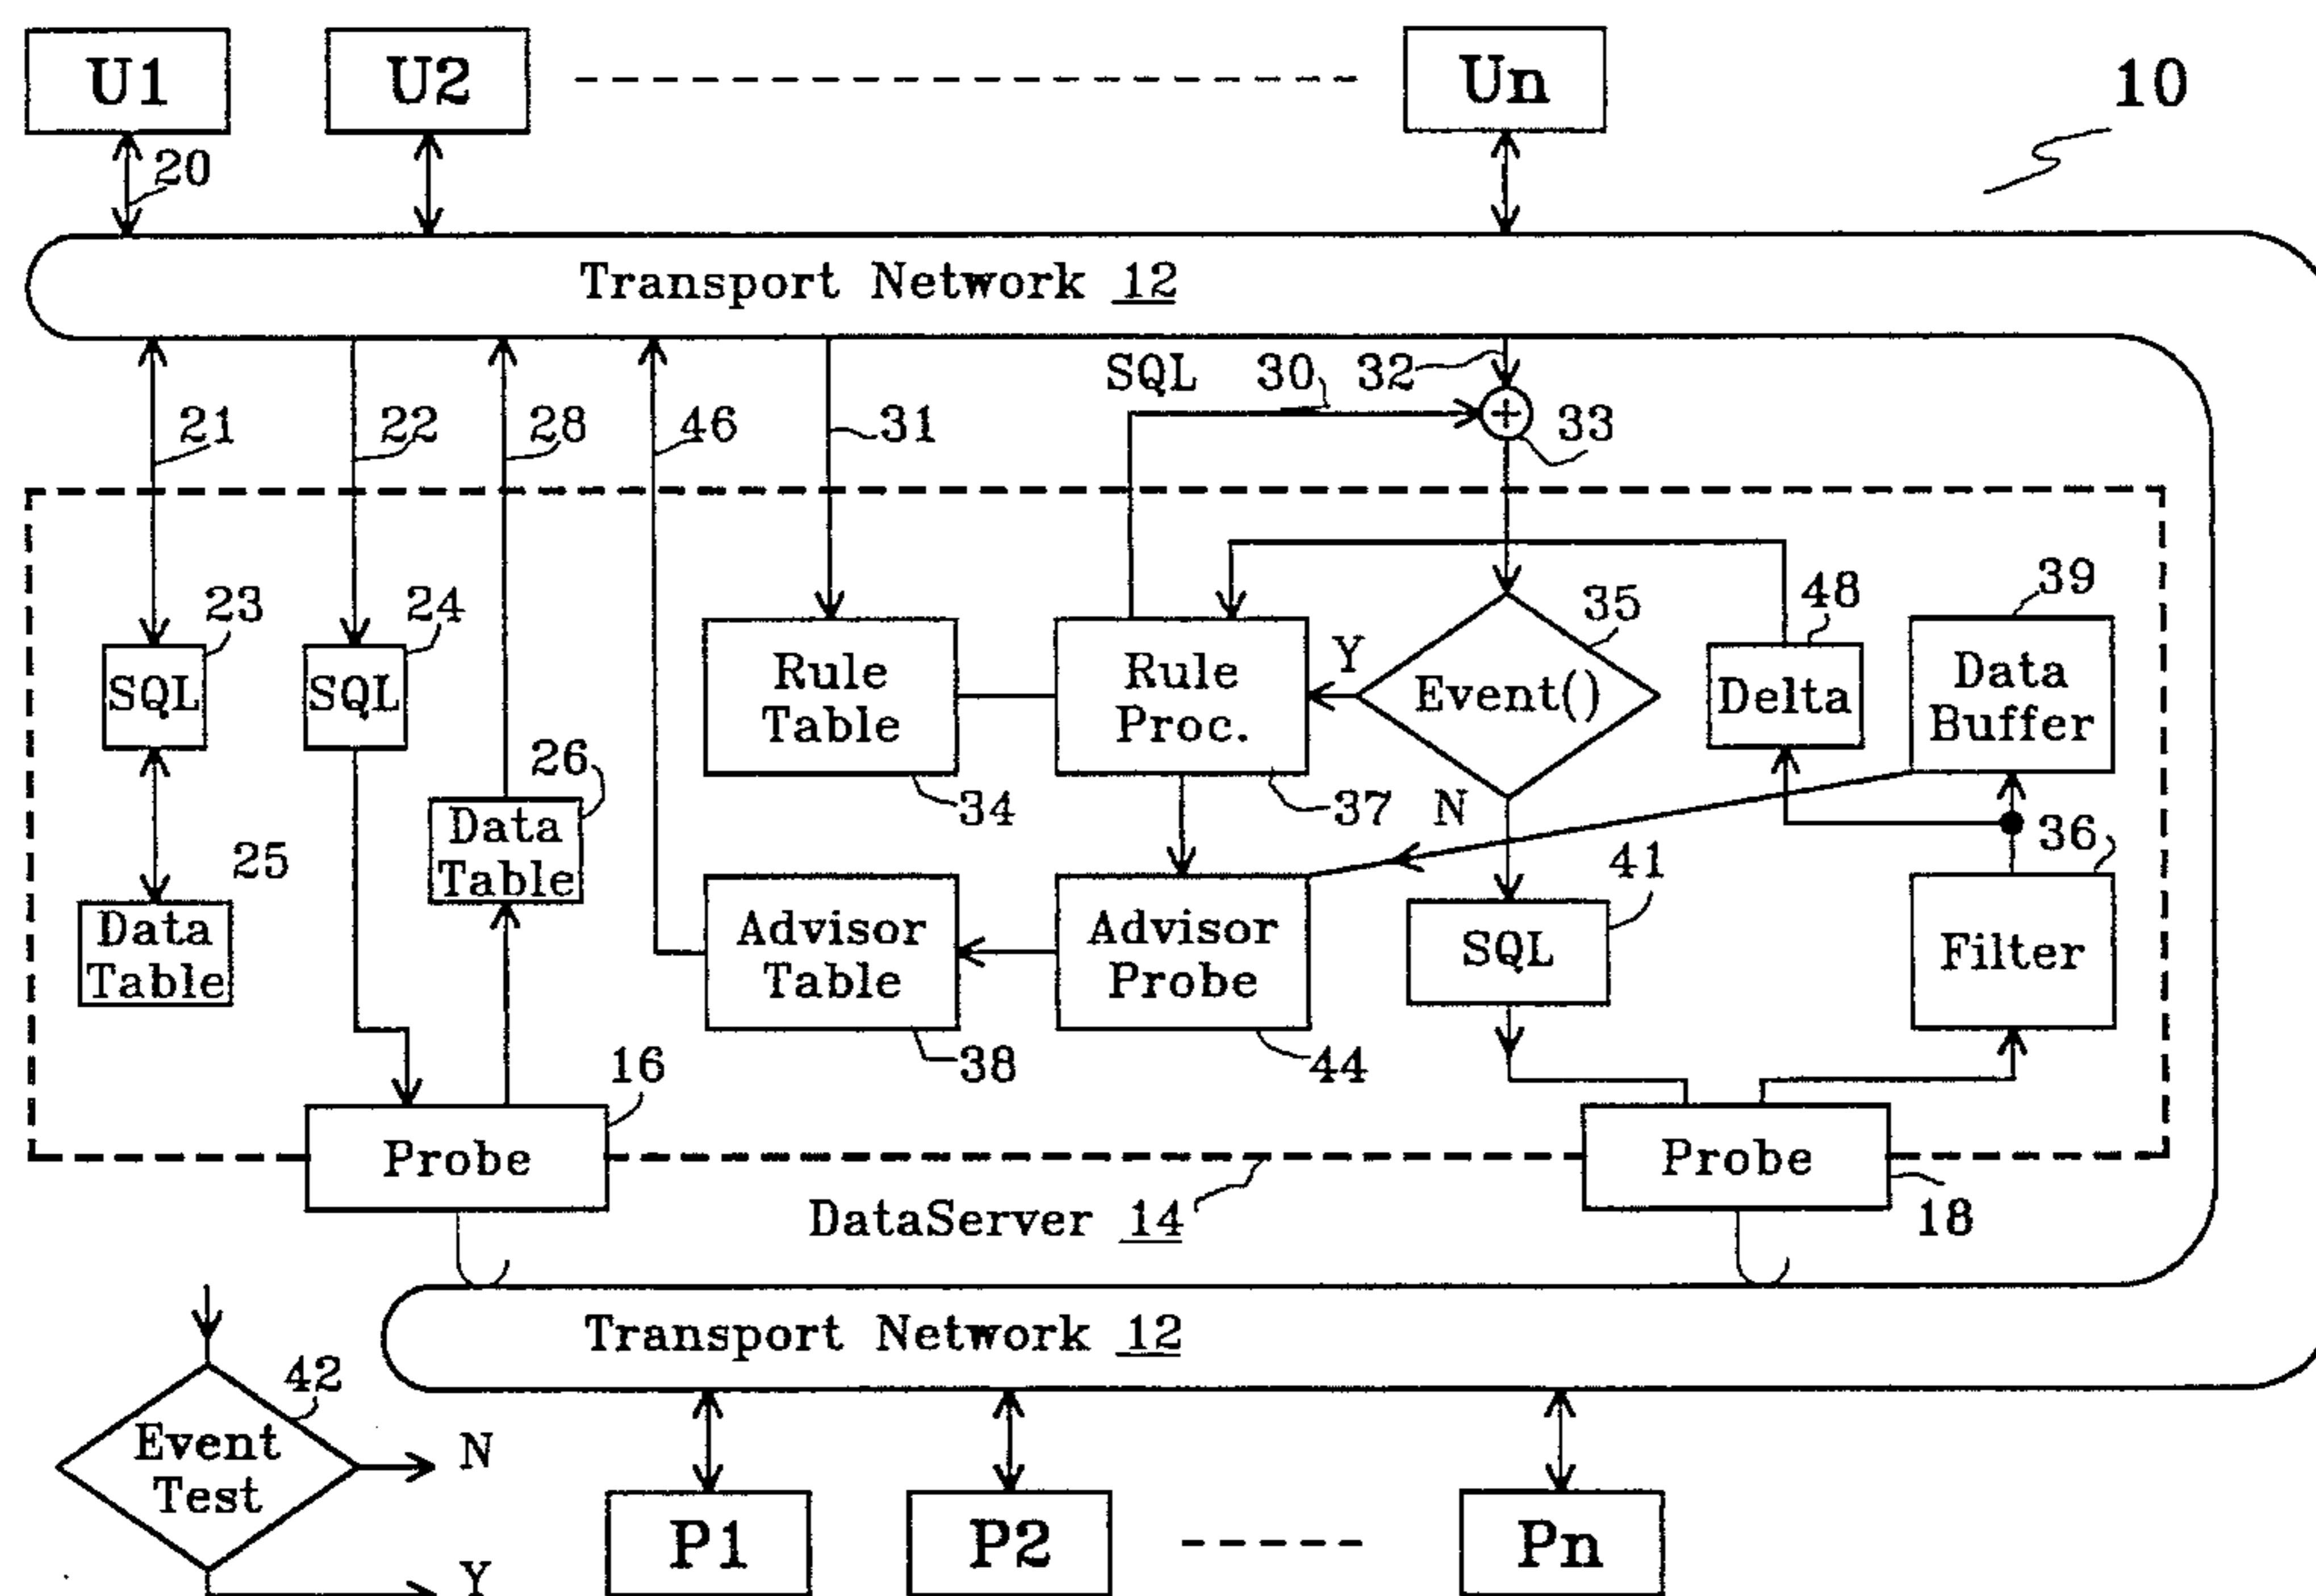 U1 U2 Un 10
20
Transport Network 12
SQL 30 32
21 22 28 46 31 33
39
23 24 35 48
SQL SQL Rule Table Rule Proc. Y Event() Delta Data Buffer
26
34 37 N
Data Table 25 36
41
Data Table Advisor Table Advisor Probe SQL Filter
16 38 44
Probe Probe
DataServer 14 18
Transport Network 12
42
Event Test N
P1 P2 Pn
Y